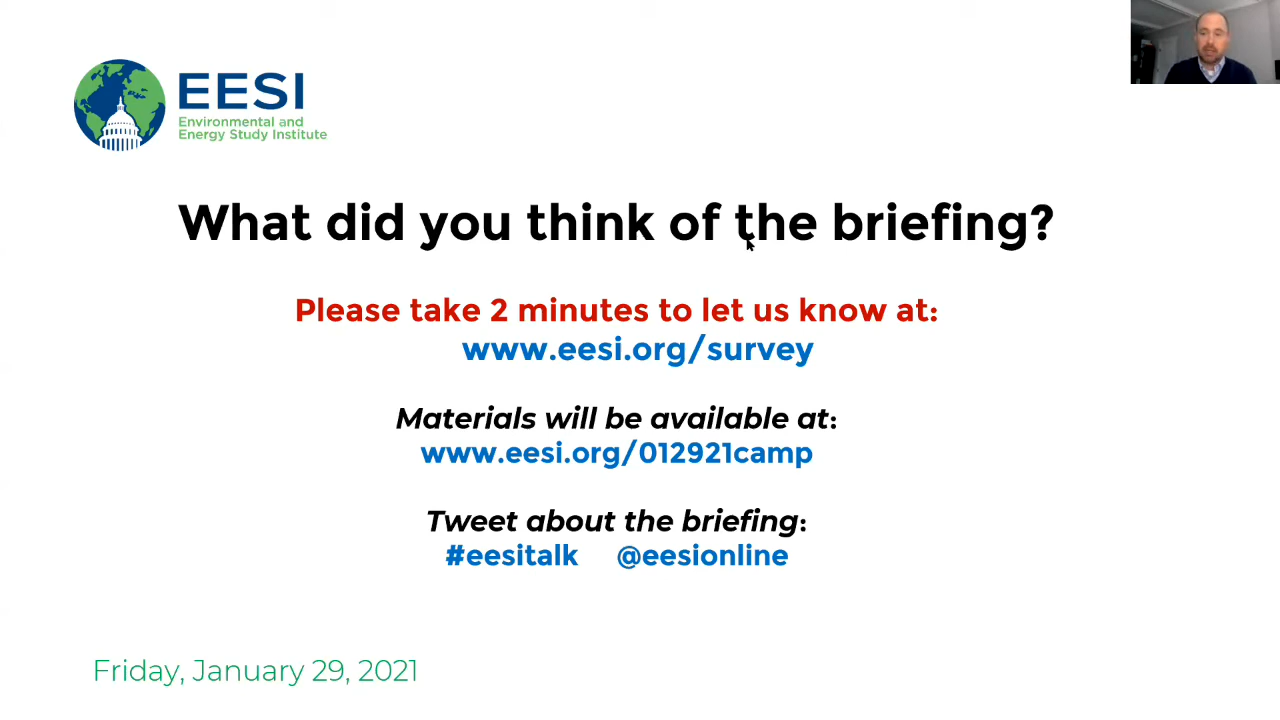 EESI
Environmental and
Energy Study Institute
What did you think of the briefing?
Please take 2 minutes to let us know at:
www.eesi.org/survey
Materials will be available at:
www.eesi.org/012921camp
Tweet about the briefing:
#eesitalk @eesionline
Friday, January 29, 2021